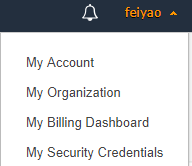 feiyao
My Account
My Organization
My Billing Dashboard
My Security Credentials